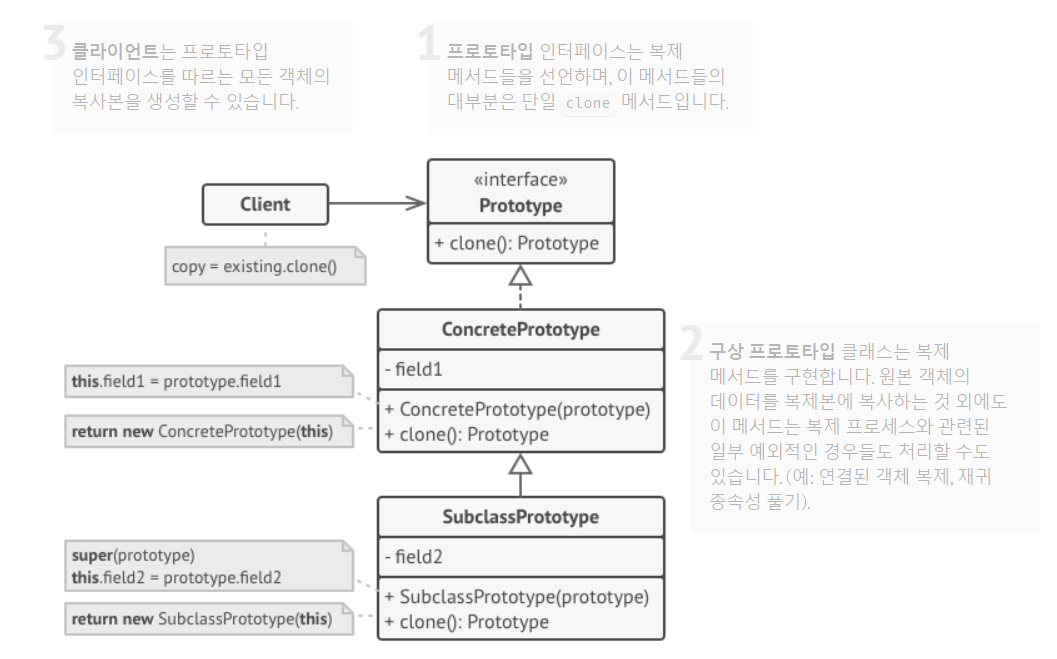 3 클라이언트는 프로토타입
인터페이스를 따르는 모든 객체의
복사본을 생성할 수 있습니다.
1 프로토타입 인터페이스는 복제
메서드들을 선언하며, 이 메서드들의
대부분은 단일 clone 메서드입니다.
Client
«interface»
Prototype
+ clone(): Prototype
copy = existing.clone()
ConcretePrototype
- field1
+ ConcretePrototype(prototype)
+ clone(): Prototype
this.field1 = prototype.field1
return new ConcretePrototype(this)
2 구상 프로토타입 클래스는 복제
메서드를 구현합니다. 원본 객체의
데이터를 복제본에 복사하는 것 외에도
이 메서드는 복제 프로세스와 관련된
일부 예외적인 경우들도 처리할 수도
있습니다. (예: 연결된 객체 복제, 재귀
종속성 풀기).
SubclassPrototype
- field2
+ SubclassPrototype(prototype)
+ clone(): Prototype
super(prototype)
this.field2 = prototype.field2
return new SubclassPrototype(this)